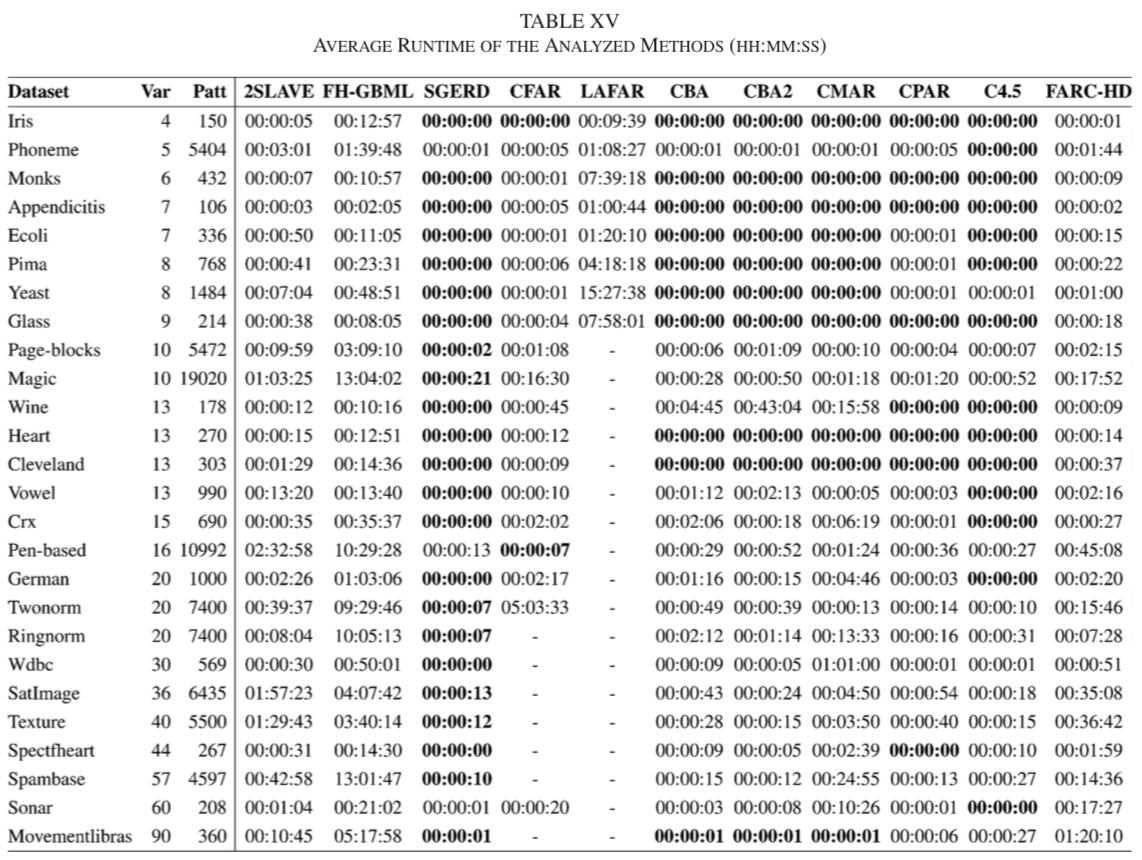 TABLE XV
AVERAGE RUNTIME OF THE ANALYZED METHODS (HH:MM:SS)
Dataset Var Patt 2SLAVE FH-GBML SGERD CFAR LAFAR CBA CBA2 CMAR CPAR C4.5 FARC-HD
Iris 4 150 00:00:05 00:12:57 00:00:00 00:00:00 00:09:39 00:00:00 00:00:00 00:00:00 00:00:00 00:00:00 00:00:01
Phoneme 5 5404 00:03:01 01:39:48 00:00:01 00:00:05 01:08:27 00:00:01 00:00:01 00:00:01 00:00:05 00:00:00 00:01:44
Monks 6 432 00:00:07 00:10:57 00:00:00 00:00:01 07:39:18 00:00:00 00:00:00 00:00:00 00:00:00 00:00:00 00:00:09
Appendicitis 7 106 00:00:03 00:02:05 00:00:00 00:00:05 01:00:44 00:00:00 00:00:00 00:00:00 00:00:00 00:00:00 00:00:02
Ecoli 7 336 00:00:50 00:11:05 00:00:00 00:00:01 01:20:10 00:00:00 00:00:00 00:00:00 00:00:01 00:00:00 00:00:15
Pima 8 768 00:00:41 00:23:31 00:00:00 00:00:06 04:18:18 00:00:00 00:00:00 00:00:00 00:00:01 00:00:00 00:00:22
Yeast 8 1484 00:07:04 00:48:51 00:00:00 00:00:01 15:27:38 00:00:00 00:00:00 00:00:00 00:00:01 00:00:01 00:01:00
Glass 9 214 00:00:38 00:08:05 00:00:00 00:00:04 07:58:01 00:00:00 00:00:00 00:00:00 00:00:00 00:00:00 00:00:18
Page-blocks 10 5472 00:09:59 03:09:10 00:00:02 00:01:08 - 00:00:06 00:01:09 00:00:10 00:00:04 00:00:07 00:02:15
Magic 10 19020 01:03:25 13:04:02 00:00:21 00:16:30 - 00:00:28 00:00:50 00:01:18 00:01:20 00:00:52 00:17:52
Wine 13 178 00:00:12 00:10:16 00:00:00 00:00:45 - 00:04:45 00:43:04 00:15:58 00:00:00 00:00:00 00:00:09
Heart 13 270 00:00:15 00:12:51 00:00:00 00:00:12 - 00:00:00 00:00:00 00:00:00 00:00:00 00:00:00 00:00:14
Cleveland 13 303 00:01:29 00:14:36 00:00:00 00:00:09 - 00:00:00 00:00:00 00:00:00 00:00:00 00:00:00 00:00:37
Vowel 13 990 00:13:20 00:13:40 00:00:00 00:00:10 - 00:01:12 00:02:13 00:00:05 00:00:03 00:00:00 00:02:16
Crx 15 690 00:00:35 00:35:37 00:00:00 00:02:02 - 00:02:06 00:00:18 00:06:19 00:00:01 00:00:00 00:00:27
Pen-based 16 10992 02:32:58 10:29:28 00:00:13 00:00:07 - 00:00:29 00:00:52 00:01:24 00:00:36 00:00:27 00:45:08
German 20 1000 00:02:26 01:03:06 00:00:00 00:02:17 - 00:01:16 00:00:15 00:04:46 00:00:03 00:00:00 00:02:20
Twonorm 20 7400 00:39:37 09:29:46 00:00:07 05:03:33 - 00:00:49 00:00:39 00:00:13 00:00:14 00:00:10 00:15:46
Ringnorm 20 7400 00:08:04 10:05:13 00:00:07 - - 00:02:12 00:01:14 00:13:33 00:00:16 00:00:31 00:07:28
Wdbc 30 569 00:00:30 00:50:01 00:00:00 - - 00:00:09 00:00:05 01:01:00 00:00:01 00:00:01 00:00:51
SatImage 36 6435 01:57:23 04:07:42 00:00:13 - - 00:00:43 00:00:24 00:04:50 00:00:54 00:00:18 00:35:08
Texture 40 5500 01:29:43 03:40:14 00:00:12 - - 00:00:28 00:00:15 00:03:50 00:00:40 00:00:15 00:36:42
Spectfheart 44 267 00:00:31 00:14:30 00:00:00 - - 00:00:09 00:00:05 00:02:39 00:00:00 00:00:10 00:01:59
Spambase 57 4597 00:42:58 13:01:47 00:00:10 - - 00:00:15 00:00:12 00:24:55 00:00:13 00:00:27 00:14:36
Sonar 60 208 00:01:04 00:21:02 00:00:01 00:00:20 - 00:00:03 00:00:08 00:10:26 00:00:01 00:00:00 00:17:27
Movementlibras 90 360 00:10:45 05:17:58 00:00:01 - - 00:00:01 00:00:01 00:00:01 00:00:06 00:00:27 01:20:10